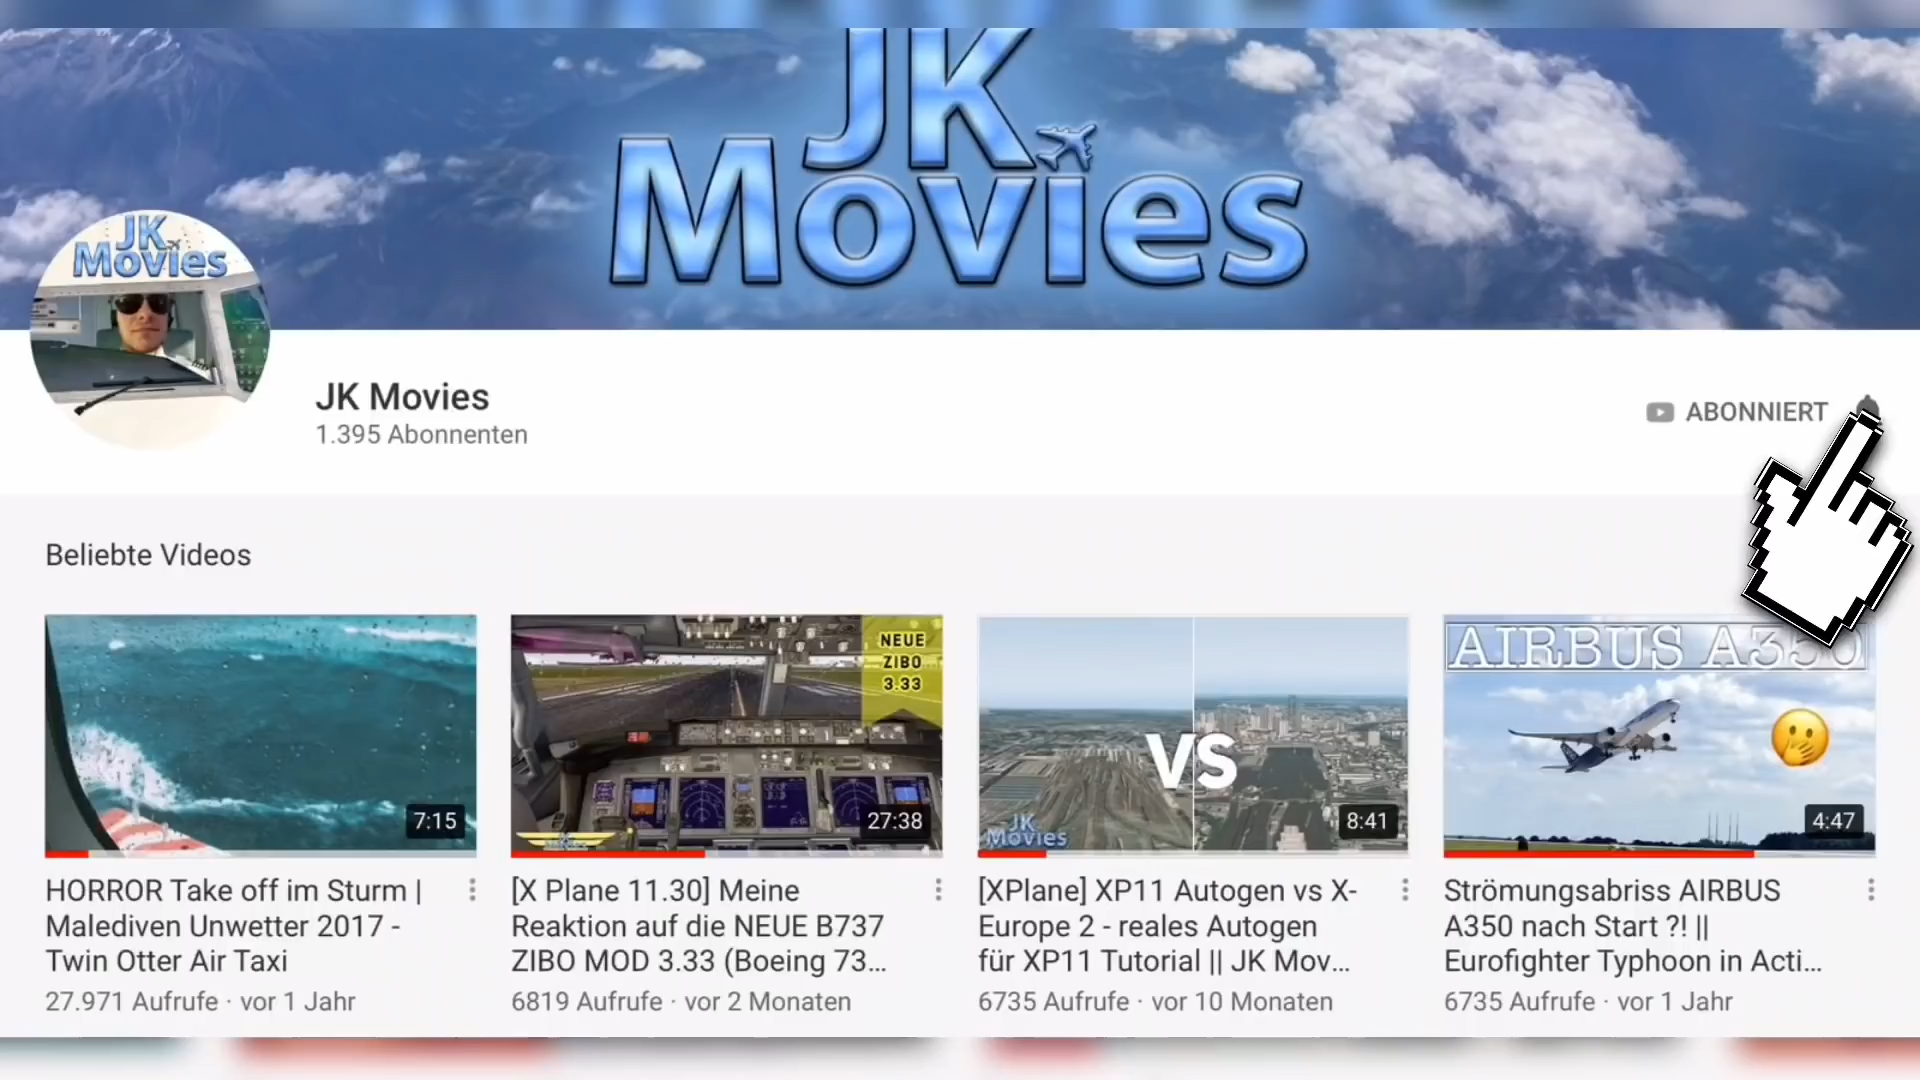 JK
Movies
JK
Movies
JK Movies
1.395 Abonnenten
ABONNIERT
Beliebte Videos
NEUE
ZIBO
3.33
27:38
7:15
VS
JK
Movies
8:41
AIRBUS A350
4:47
HORROR Take off im Sturm |
Malediven Unwetter 2017 -
Twin Otter Air Taxi
27.971 Aufrufe · vor 1 Jahr
[X Plane 11.30] Meine
Reaktion auf die NEUE B737
ZIBO MOD 3.33 (Boeing 73...
6819 Aufrufe · vor 2 Monaten
[XPlane] XP11 Autogen vs X-
Europe 2 - reales Autogen
für XP11 Tutorial || JK Mov...
6735 Aufrufe · vor 10 Monaten
Strömungsabriss AIRBUS
A350 nach Start ?! ||
Eurofighter Typhoon in Acti...
6735 Aufrufe · vor 1 Jahr